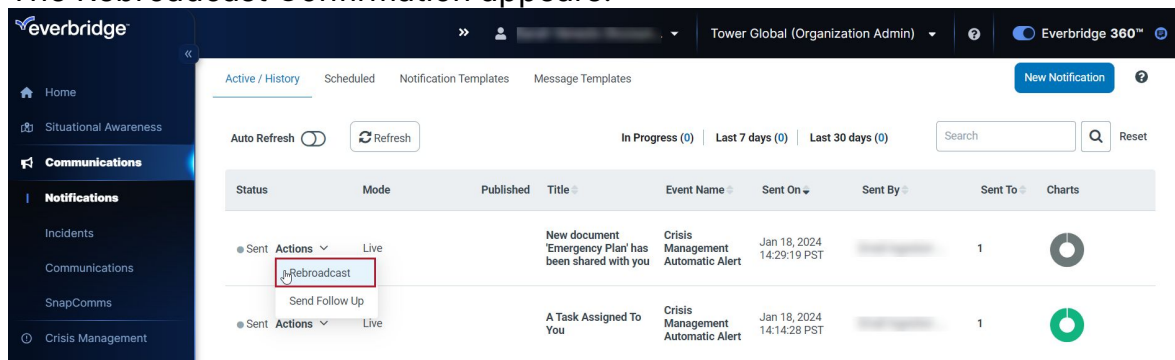 The Rebroadcast Confirmation appears.
everbridge
»
Tower Global (Organization Admin)
Everbridge 360™
«
Home
Situational Awareness
Communications
Notifications
Incidents
Communications
SnapComms
Crisis Management
Active / History Scheduled Notification Templates Message Templates
New Notification
Auto Refresh Refresh In Progress (0) Last 7 days (0) Last 30 days (0) Search Reset
Status Mode Published Title Event Name Sent On Sent By Sent To Charts
New document
'Emergency Plan' has
been shared with you
Crisis
Management
Automatic Alert
Sent Actions Live
Jan 18, 2024
14:29:19 PST
1
Rebroadcast
Send Follow Up
Sent Actions Live
A Task Assigned To
You
Crisis
Management
Automatic Alert
Jan 18, 2024
14:14:28 PST
1